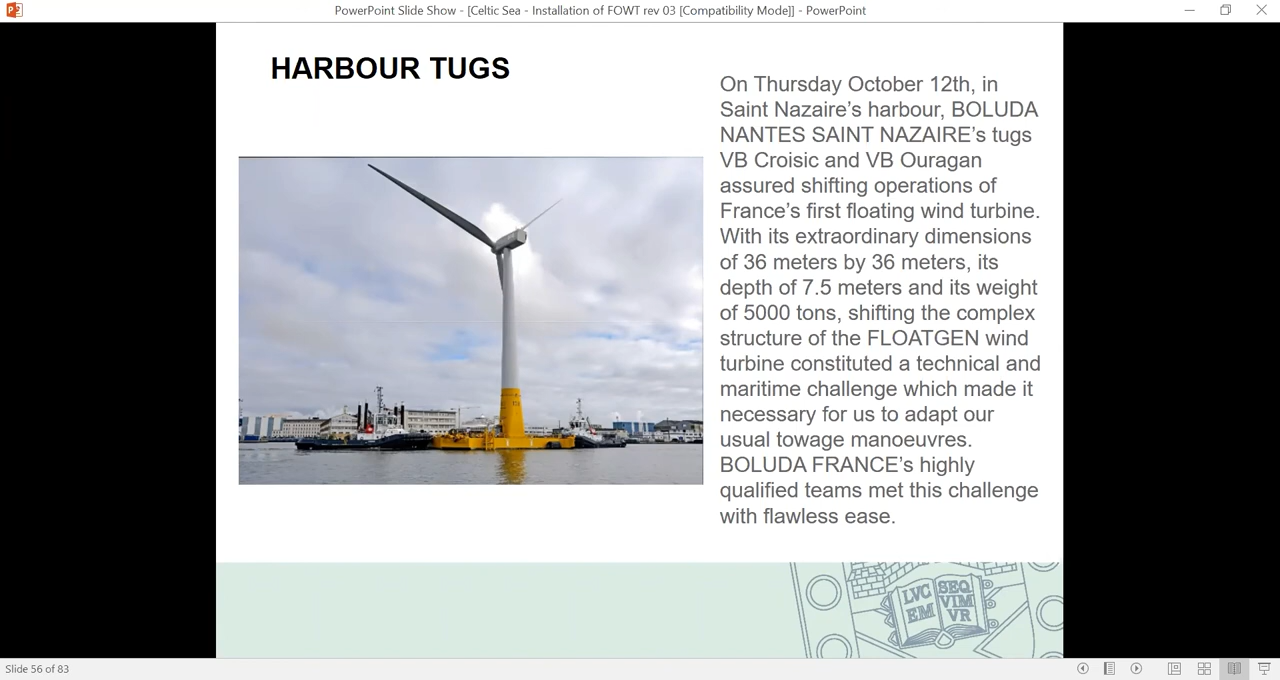 PowerPoint Slide Show - [Celtic Sea - Installation of FOWT rev 03 [Compatibility Mode]] - PowerPoint
HARBOUR TUGS
On Thursday October 12th, in
Saint Nazaire’s harbour, BOLUDA
NANTES SAINT NAZAIRE’s tugs
VB Croisic and VB Ouragan
assured shifting operations of
France’s first floating wind turbine.
With its extraordinary dimensions
of 36 meters by 36 meters, its
depth of 7.5 meters and its weight
of 5000 tons, shifting the complex
structure of the FLOATGEN wind
turbine constituted a technical and
maritime challenge which made it
necessary for us to adapt our
usual towage manoeuvres.
BOLUDA FRANCE’s highly
qualified teams met this challenge
with flawless ease.
LVC
EM
SEQ
VIM
VR
Slide 56 of 83